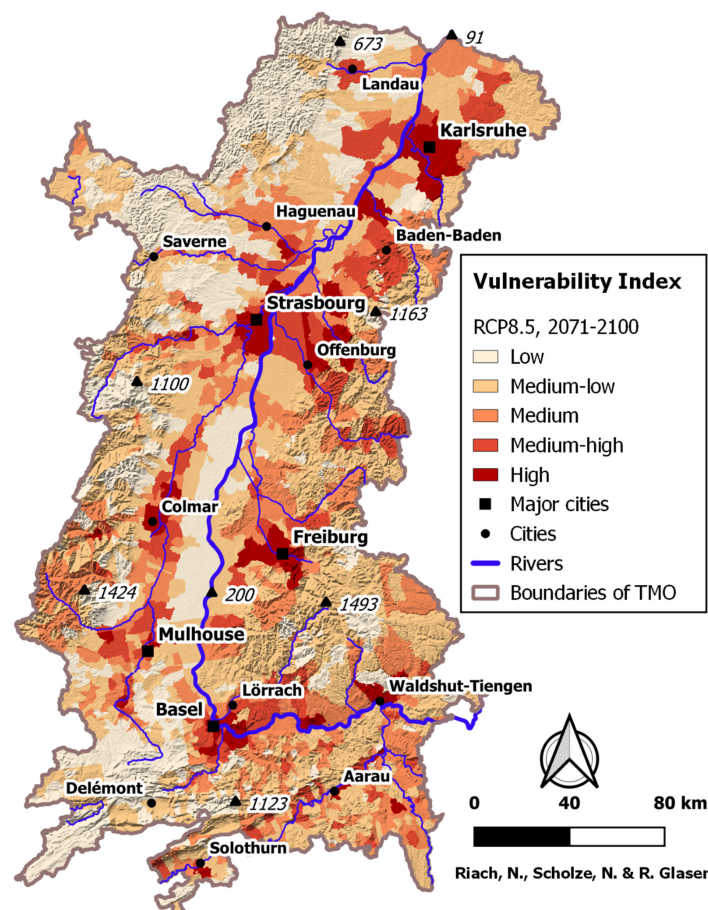 673
91
Landau
Karlsruhe
Haguenau
Saverne
Baden-Baden
Strasbourg
1163
Offenburg
1100
Colmar
Freiburg
1424
200
1493
Mulhouse
Lörrach
Waldshut-Tiengen
Basel
Delémont
1123
Aarau
Solothurn
Vulnerability Index
RCP8.5, 2071-2100
Low
Medium-low
Medium
Medium-high
High
Major cities
Cities
Rivers
Boundaries of TMO
0 40 80 km
Riach, N., Scholze, N. & R. Glaser